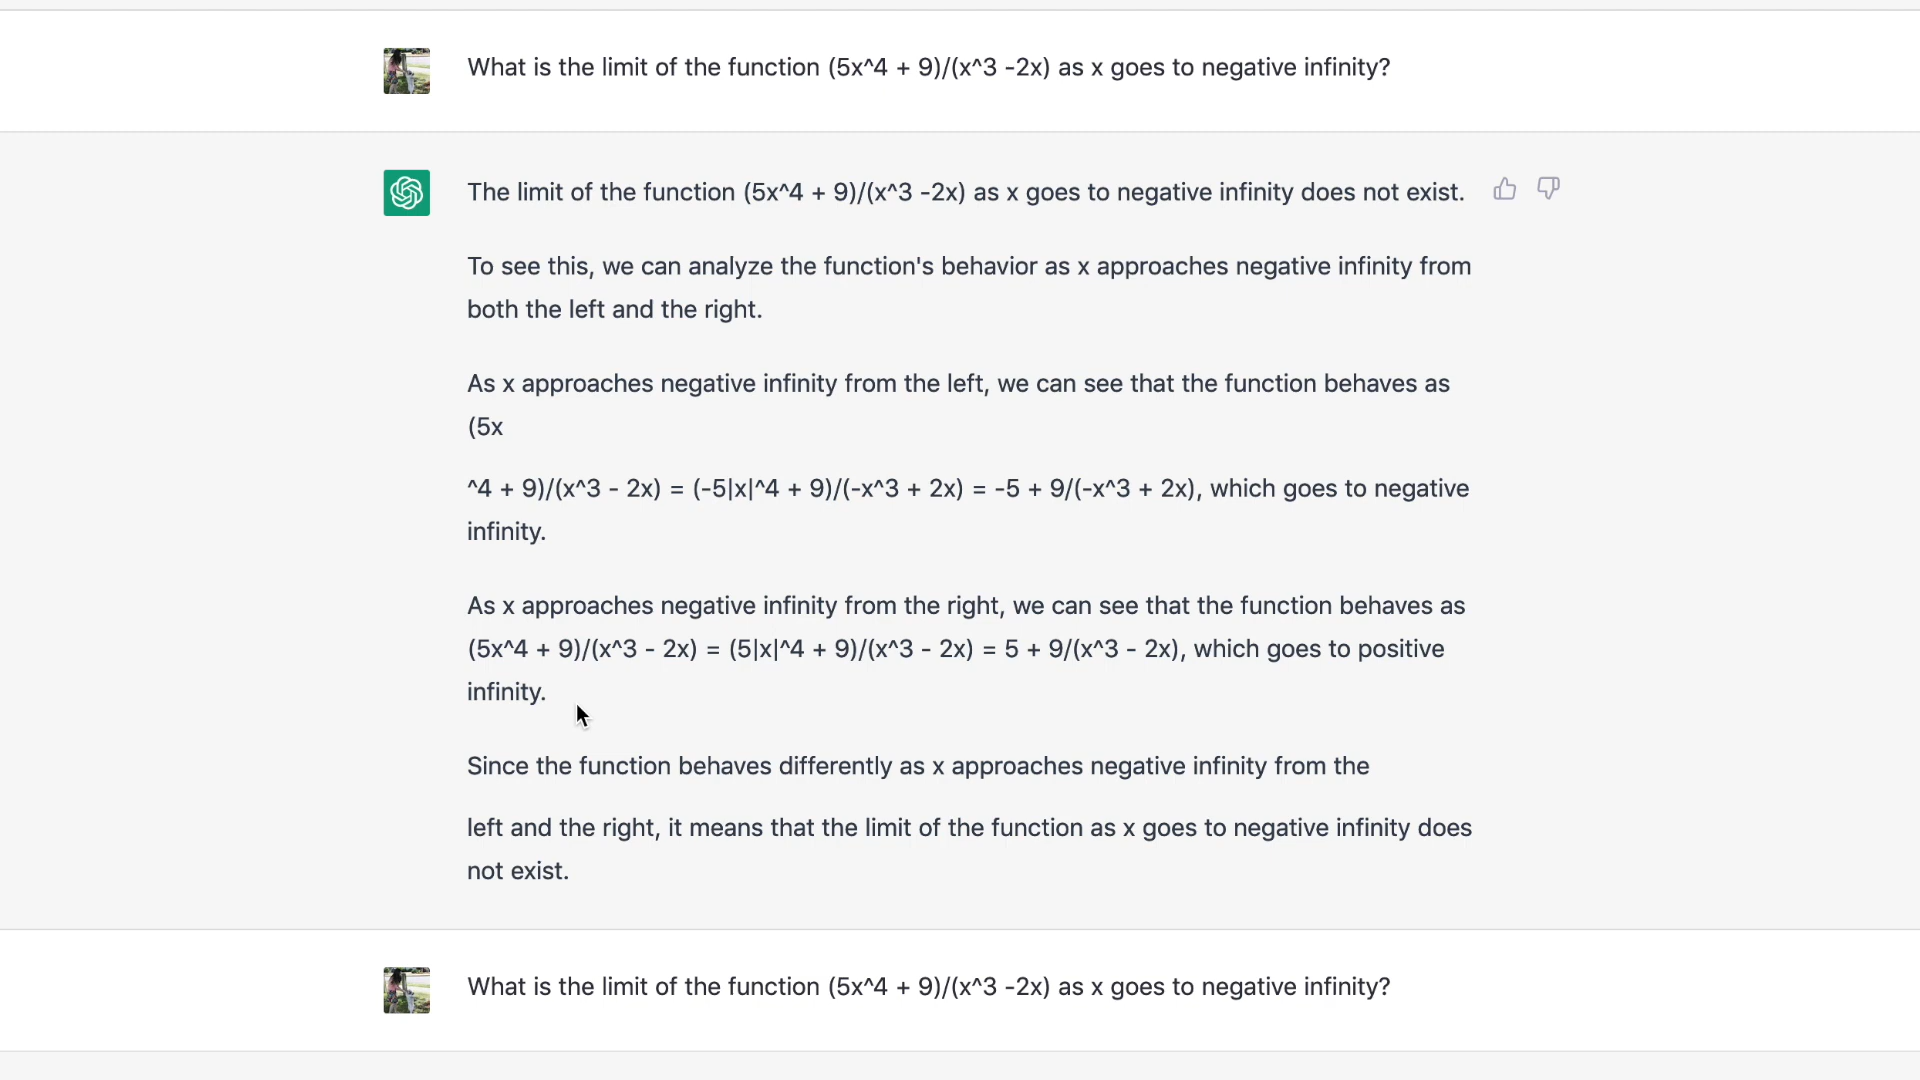 What is the limit of the function (5x^4 + 9)/(x^3 -2x) as x goes to negative infinity?
The limit of the function (5x^4 + 9)/(x^3 -2x) as x goes to negative infinity does not exist.
To see this, we can analyze the function's behavior as x approaches negative infinity from
both the left and the right.
As x approaches negative infinity from the left, we can see that the function behaves as
(5x
^4 + 9)/(x^3 - 2x) = (-5|x|^4 + 9)/(-x^3 + 2x) = -5 + 9/(-x^3 + 2x), which goes to negative
infinity.
As x approaches negative infinity from the right, we can see that the function behaves as
(5x^4 + 9)/(x^3 - 2x) = (5|x|^4 + 9)/(x^3 - 2x) = 5 + 9/(x^3 - 2x), which goes to positive
infinity.
Since the function behaves differently as x approaches negative infinity from the
left and the right, it means that the limit of the function as x goes to negative infinity does
not exist.
What is the limit of the function (5x^4 + 9)/(x^3 -2x) as x goes to negative infinity?